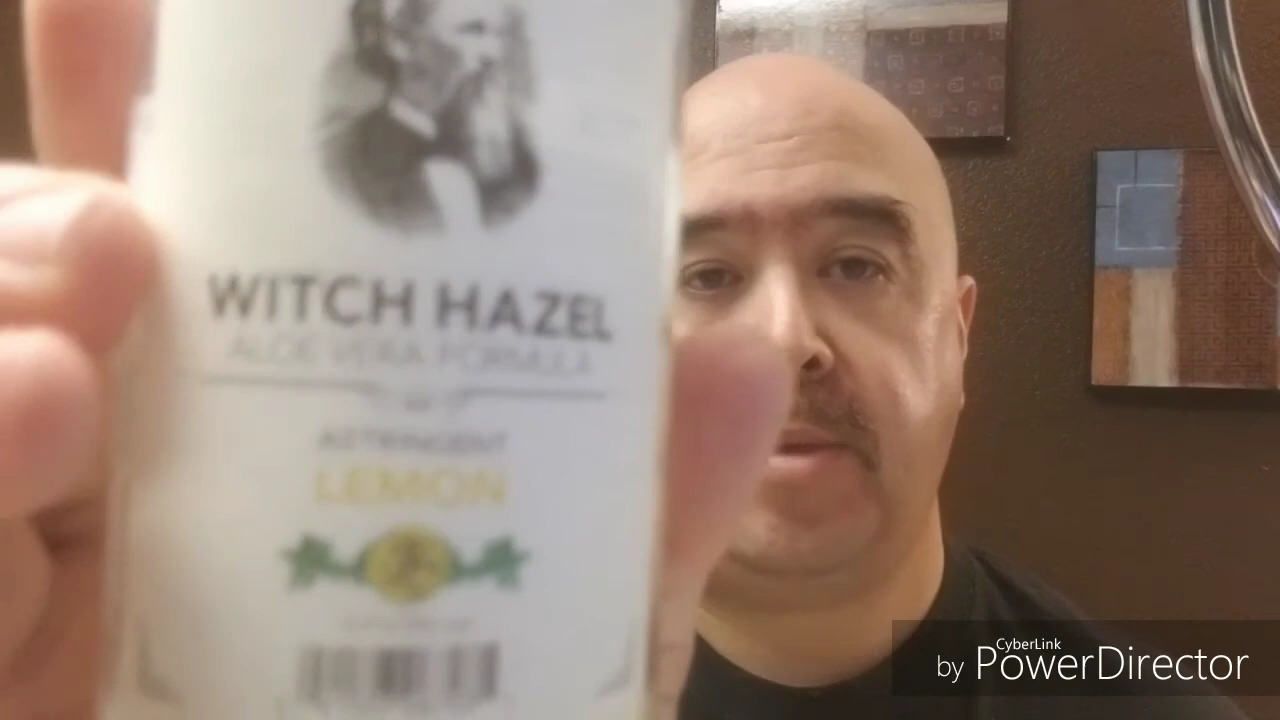 WITCH HAZEL
ALOE VERA FORMULA
ASTRINGENT
LEMON
CyberLink
by PowerDirector